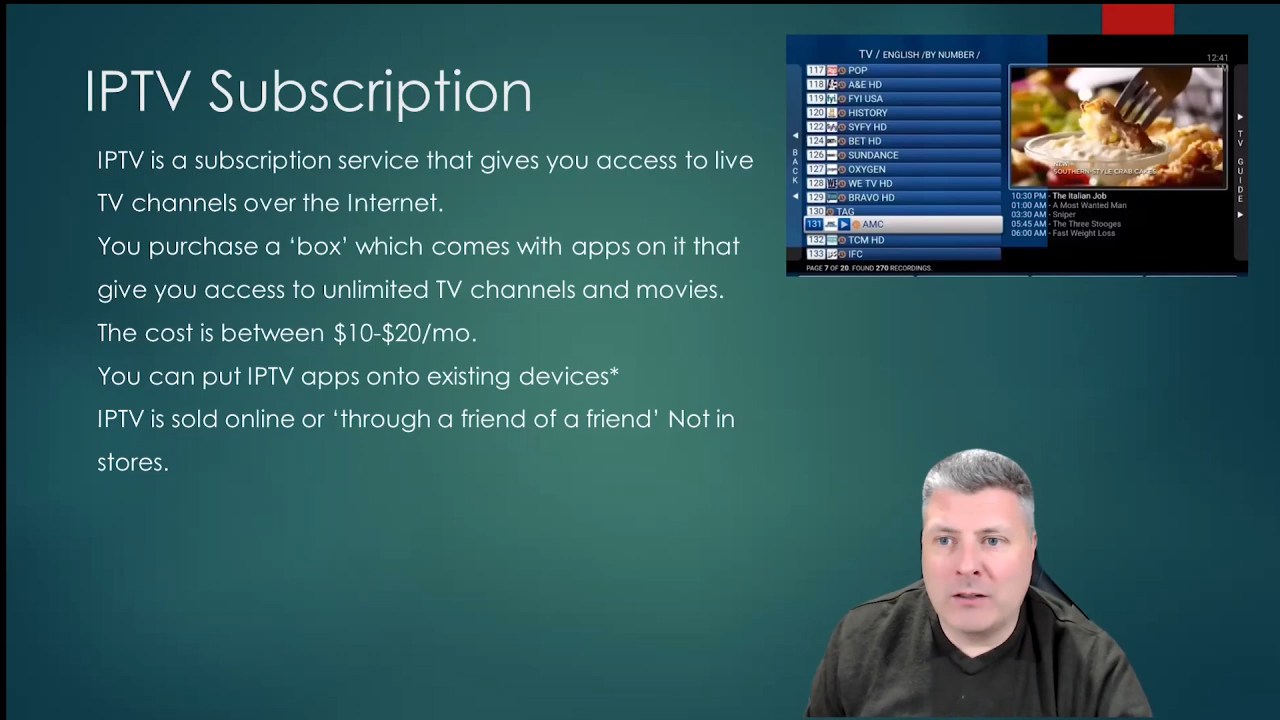 IPTV Subscription
IPTV is a subscription service that gives you access to live
TV channels over the Internet.
You purchase a ‘box’ which comes with apps on it that
give you access to unlimited TV channels and movies.
The cost is between $10-$20/mo.
You can put IPTV apps onto existing devices*
IPTV is sold online or ‘through a friend of a friend’ Not in
stores.
TV / ENGLISH /BY NUMBER /
12:41
117 POP
118 A&E HD
119 FYI USA
120 HISTORY
122 SYFY HD
124 BET HD
126 SUNDANCE
127 OXYGEN
128 WE TV HD
129 BRAVO HD
130 TAG
131 AMC
132 TCM HD
133 IFC
PAGE 7 OF 20. FOUND 270 RECORDINGS.
BACK
SOUTHERN-STYLE CRAB CAKES
10:30 PM - The Italian Job
01:00 AM - A Most Wanted Man
03:30 AM - Sniper
05:45 AM - The Three Stooges
06:00 AM - Fast Weight Loss
TV GUIDE